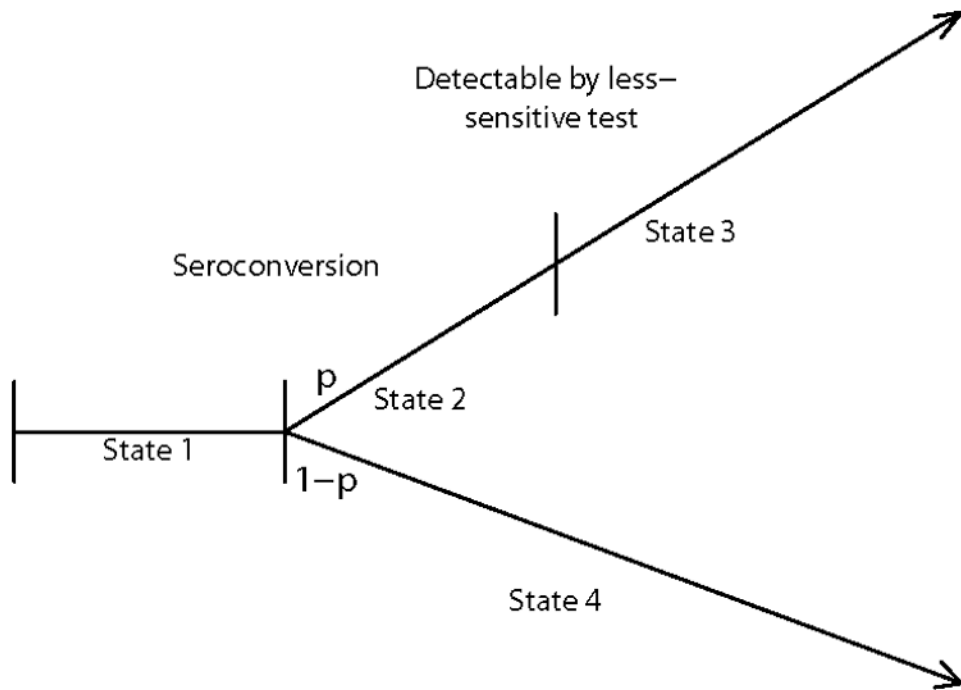 Detectable by less–
sensitive test
State 3
Seroconversion
p
State 2
State 1
1–p
State 4